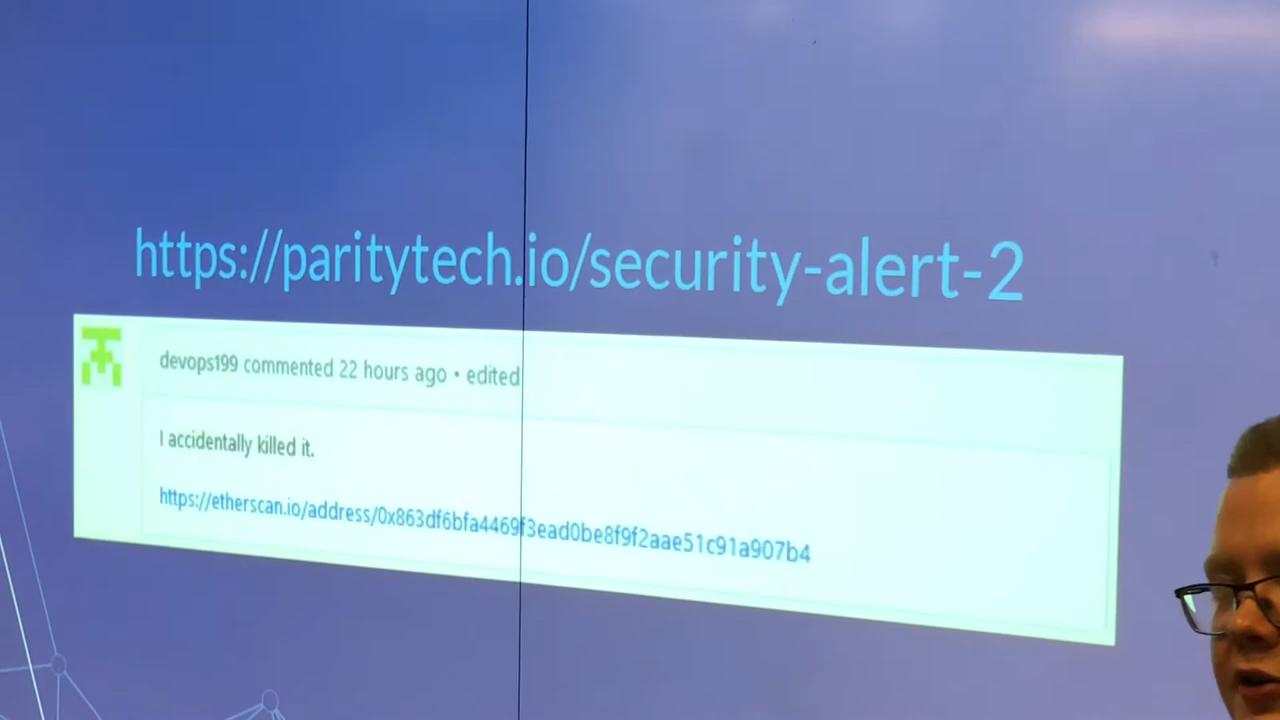 https://paritytech.io/security-alert-2
devops199 commented 22 hours ago • edited
I accidentally killed it.
https://etherscan.io/address/0x863df6bfa4469f3ead0be8f9f2aae51c91a907b4